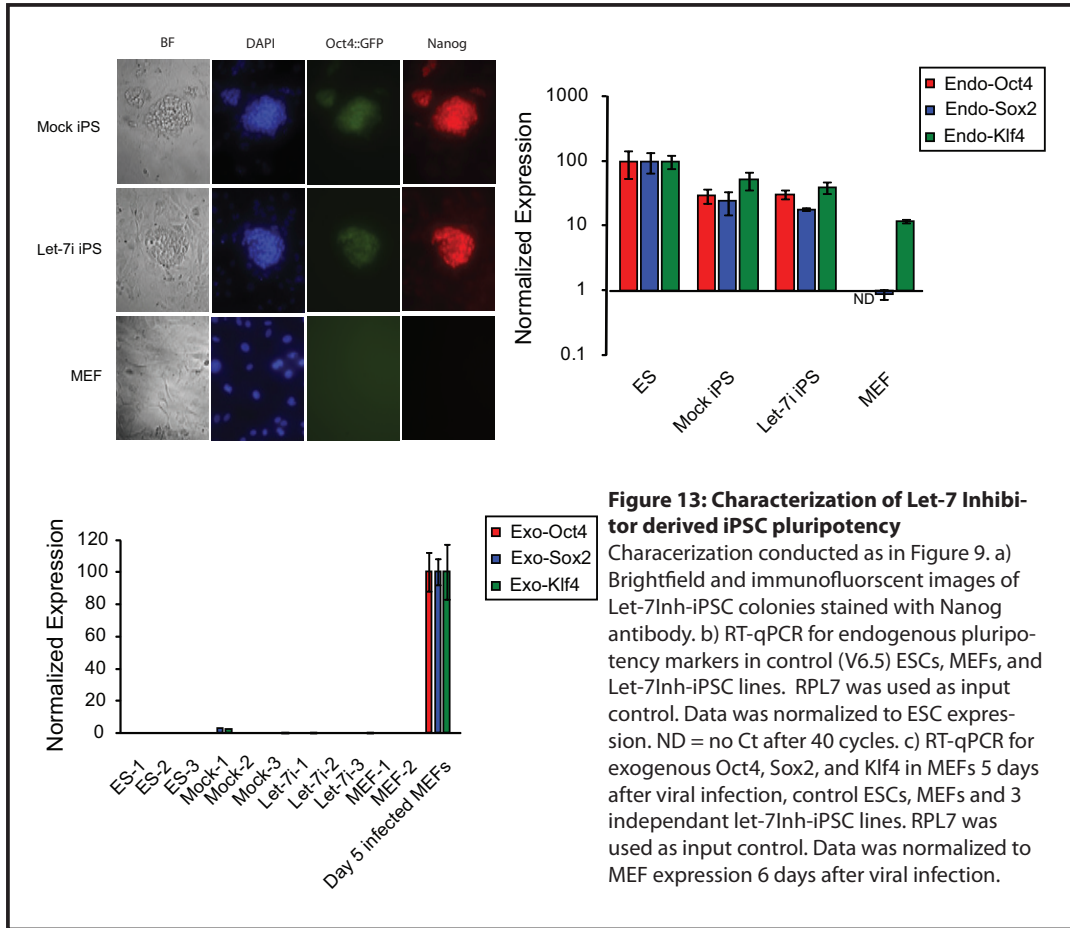 BF DAPI Oct4::GFP Nanog
Mock iPS
Let-7i iPS
MEF
Endo-Oct4
Endo-Sox2
Endo-Klf4
Normalized Expression
1000
100
10
1
0.1
ND
ES
Mock iPS
Let-7i iPS
MEF
Exo-Oct4
Exo-Sox2
Exo-Klf4
Normalized Expression
120
100
80
60
40
20
0
ES-1
ES-2
ES-3
Mock-1
Mock-2
Mock-3
Let-7i-1
Let-7i-2
Let-7i-3
MEF-1
MEF-2
Day 5 infected MEFs
Figure 13: Characterization of Let-7 Inhibi-
tor derived iPSC pluripotency
Characerization conducted as in Figure 9. a)
Brightfield and immunofluorscent images of
Let-7Inh-iPSC colonies stained with Nanog
antibody. b) RT-qPCR for endogenous pluripo-
tency markers in control (V6.5) ESCs, MEFs, and
Let-7Inh-iPSC lines. RPL7 was used as input
control. Data was normalized to ESC expres-
sion. ND = no Ct after 40 cycles. c) RT-qPCR for
exogenous Oct4, Sox2, and Klf4 in MEFs 5 days
after viral infection, control ESCs, MEFs and 3
independant let-7Inh-iPSC lines. RPL7 was
used as input control. Data was normalized to
MEF expression 6 days after viral infection.